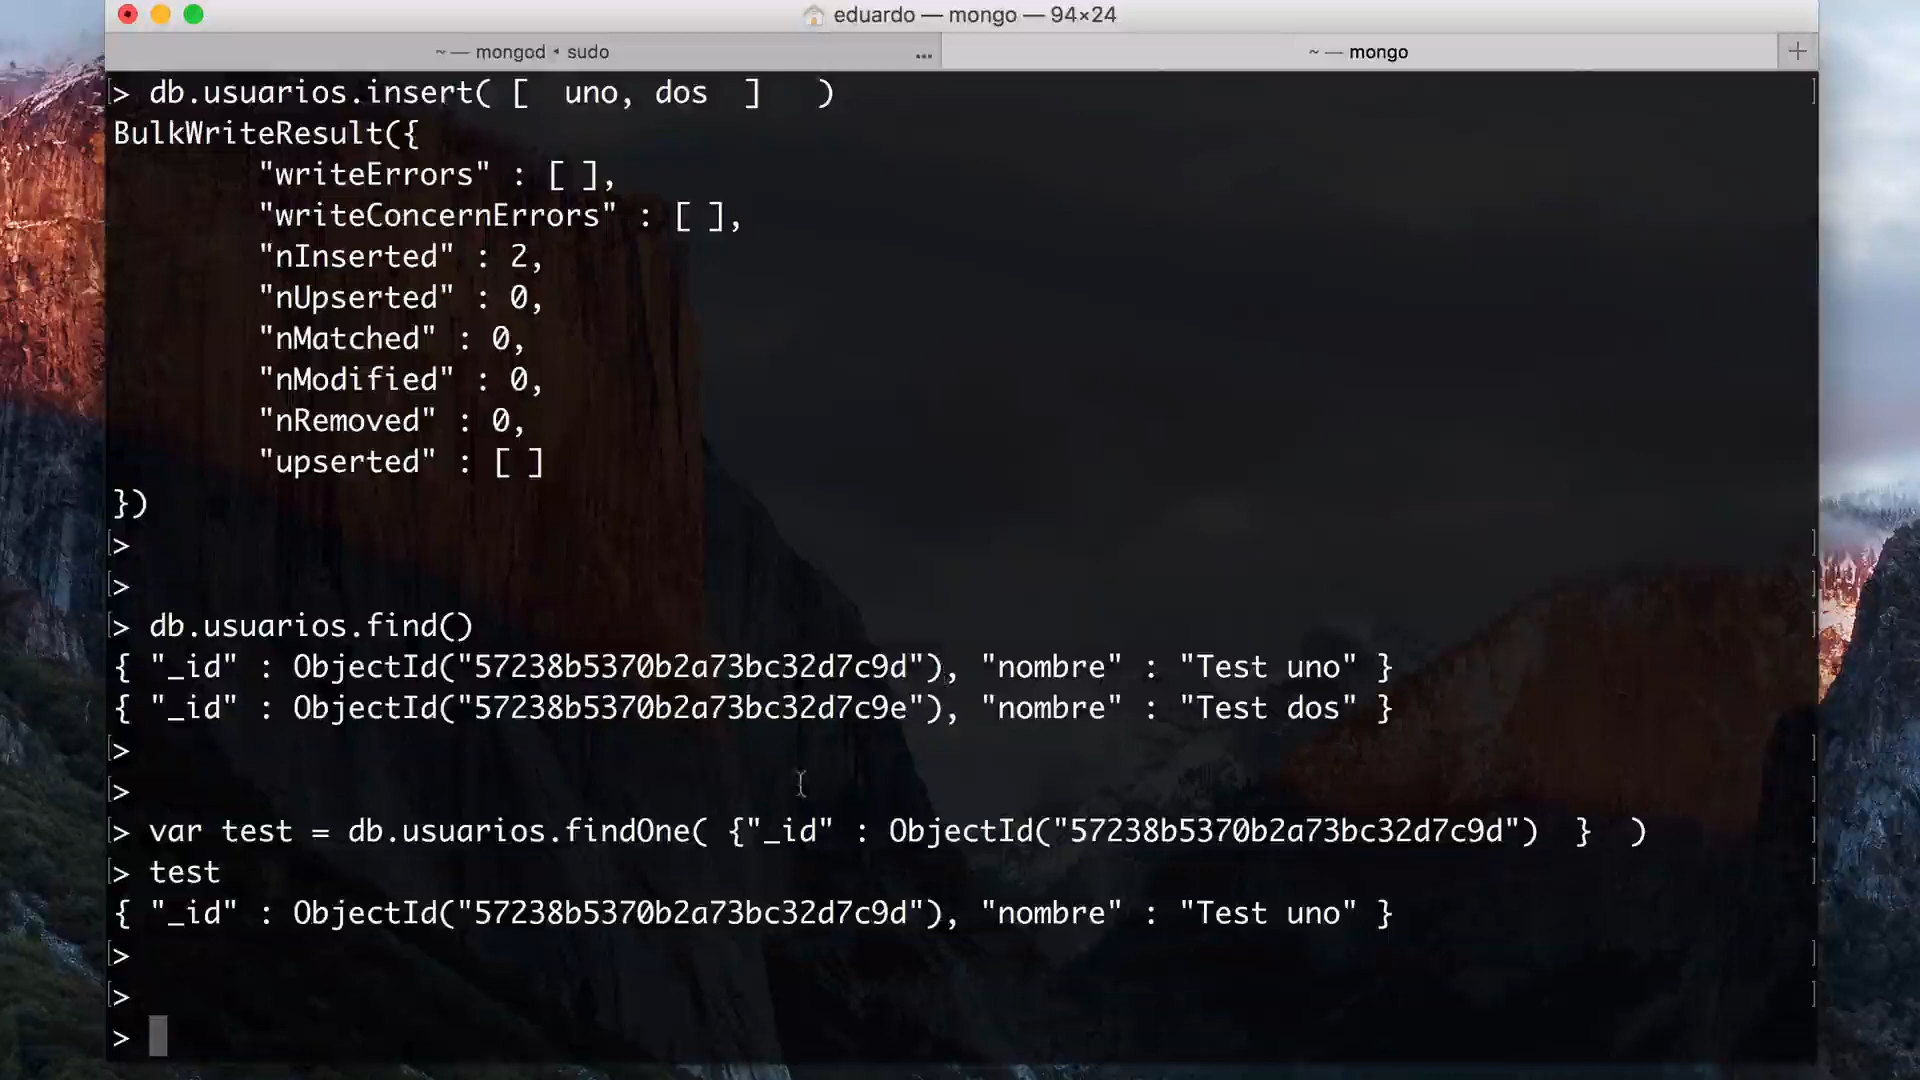 eduardo — mongo — 94×24
~ — mongod ◂ sudo ... ~ — mongo +
> db.usuarios.insert( [  uno, dos  ]   )
BulkWriteResult({
        "writeErrors" : [ ],
        "writeConcernErrors" : [ ],
        "nInserted" : 2,
        "nUpserted" : 0,
        "nMatched" : 0,
        "nModified" : 0,
        "nRemoved" : 0,
        "upserted" : [ ]
})
>
>
> db.usuarios.find()
{ "_id" : ObjectId("57238b5370b2a73bc32d7c9d"), "nombre" : "Test uno" }
{ "_id" : ObjectId("57238b5370b2a73bc32d7c9e"), "nombre" : "Test dos" }
>
>
> var test = db.usuarios.findOne( {"_id" : ObjectId("57238b5370b2a73bc32d7c9d")  }  )
> test
{ "_id" : ObjectId("57238b5370b2a73bc32d7c9d"), "nombre" : "Test uno" }
>
>
>